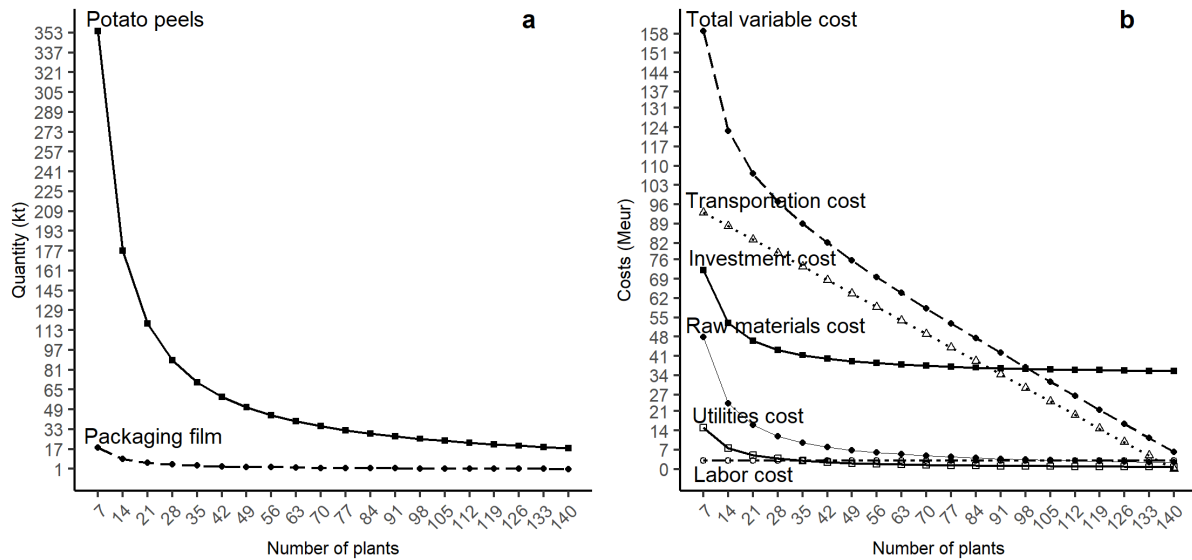 Potato peels
a
353
337
321
305
289
273
257
241
225
209
193
177
161
145
129
113
97
81
65
49
33
17
1
Quantity (kt)
Packaging film
7 14 21 28 35 42 49 56 63 70 77 84 91 98 105 112 119 126 133 140
Number of plants
Total variable cost
b
158
151
144
137
131
124
117
110
103
96
89
82
76
69
62
55
48
41
34
27
21
14
7
0
Costs (Meur)
Transportation cost
Investment cost
Raw materials cost
Utilities cost
Labor cost
7 14 21 28 35 42 49 56 63 70 77 84 91 98 105 112 119 126 133 140
Number of plants